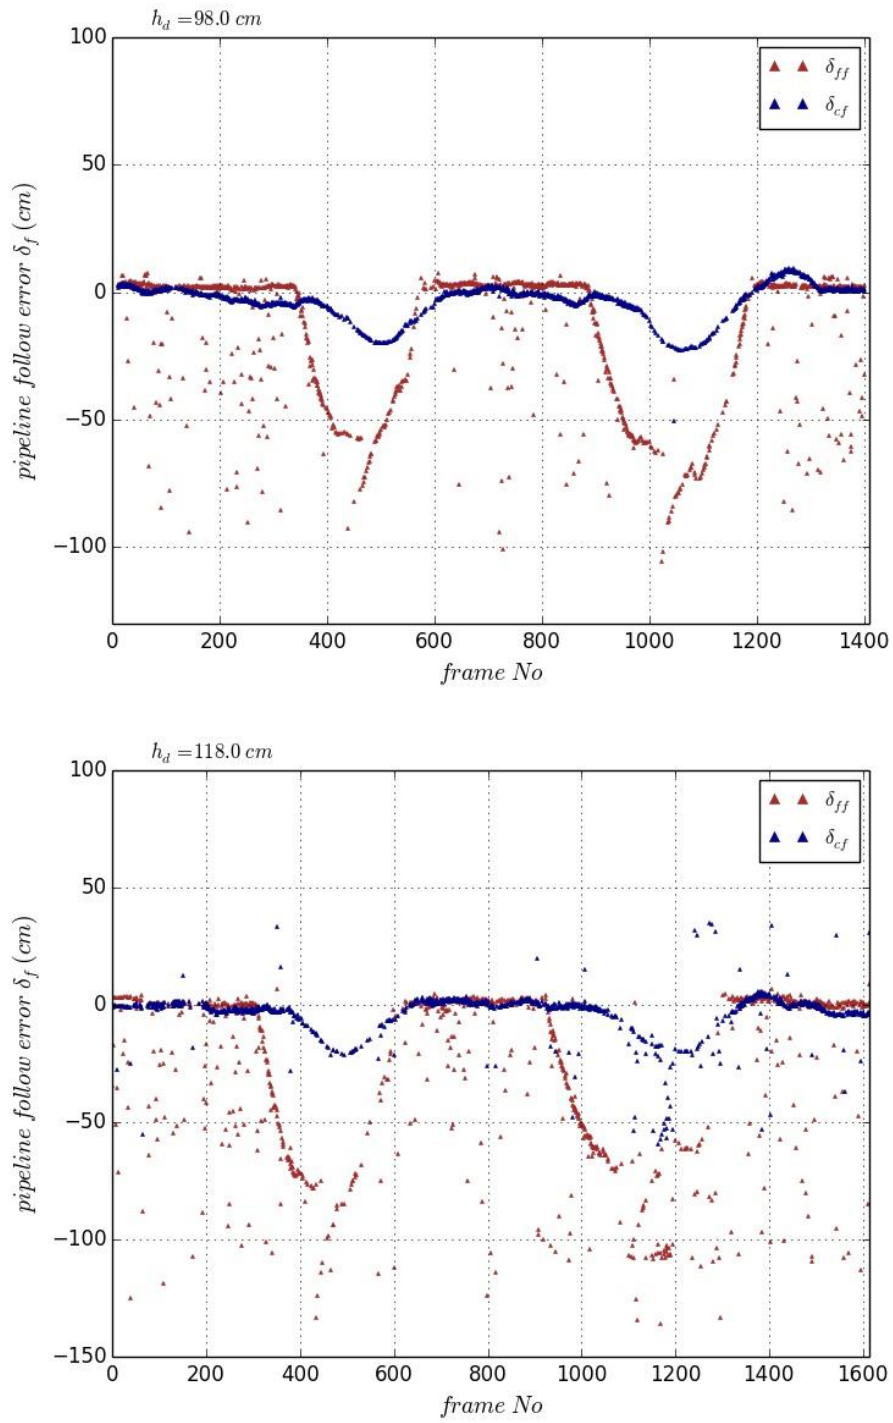 h_d =98.0 cm
100
50
0
−50
−100
pipeline follow error δ_f (cm)
δ_ff
δ_cf
0 200 400 600 800 1000 1200 1400
frame No
h_d =118.0 cm
100
50
0
−50
−100
−150
pipeline follow error δ_f (cm)
δ_ff
δ_cf
0 200 400 600 800 1000 1200 1400 1600
frame No